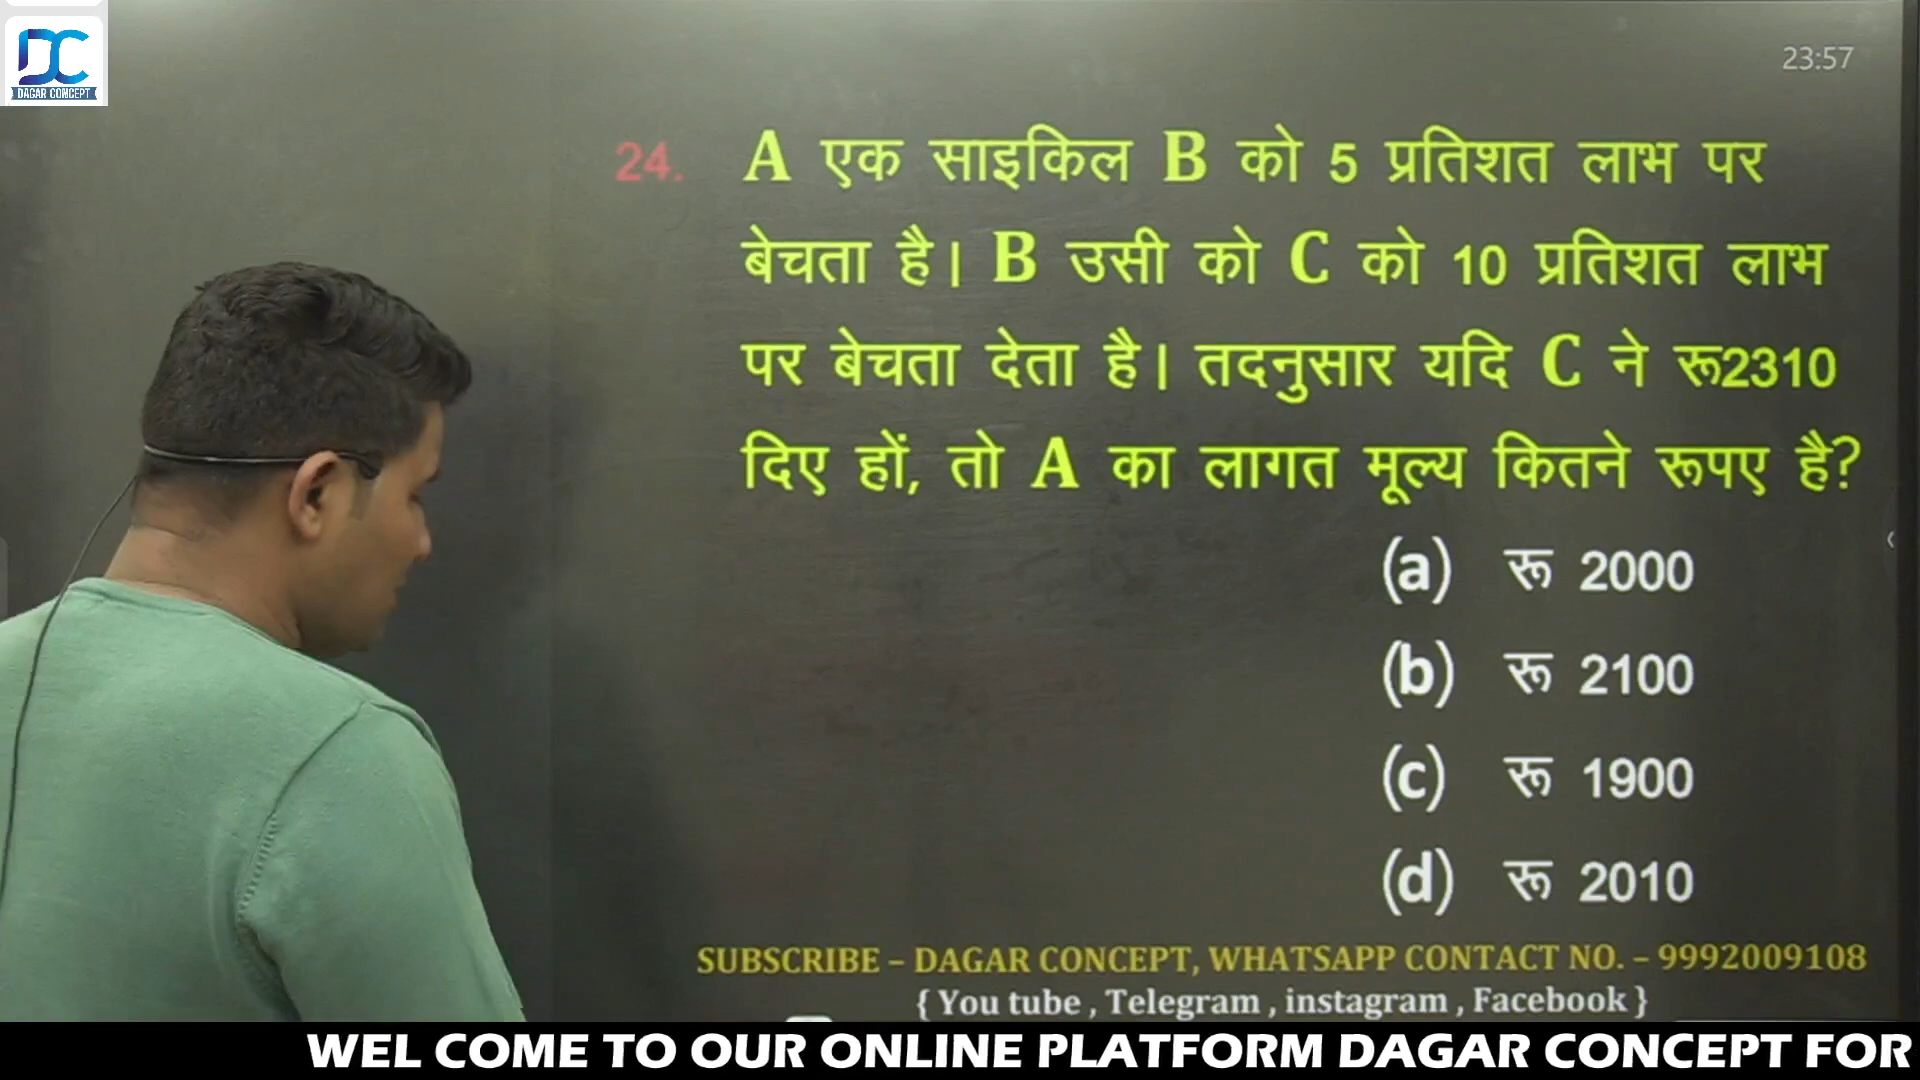 DC
DAGAR CONCEPT
23:57
24. A एक साइकिल B को 5 प्रतिशत लाभ पर
बेचता है। B उसी को C को 10 प्रतिशत लाभ
पर बेचता देता है। तदनुसार यदि C ने रू2310
दिए हों, तो A का लागत मूल्य कितने रूपए है?
(a) रू 2000
(b) रू 2100
(c) रू 1900
(d) रू 2010
SUBSCRIBE – DAGAR CONCEPT, WHATSAPP CONTACT NO. – 9992009108
{ You tube , Telegram , instagram , Facebook }
WEL COME TO OUR ONLINE PLATFORM DAGAR CONCEPT FOR